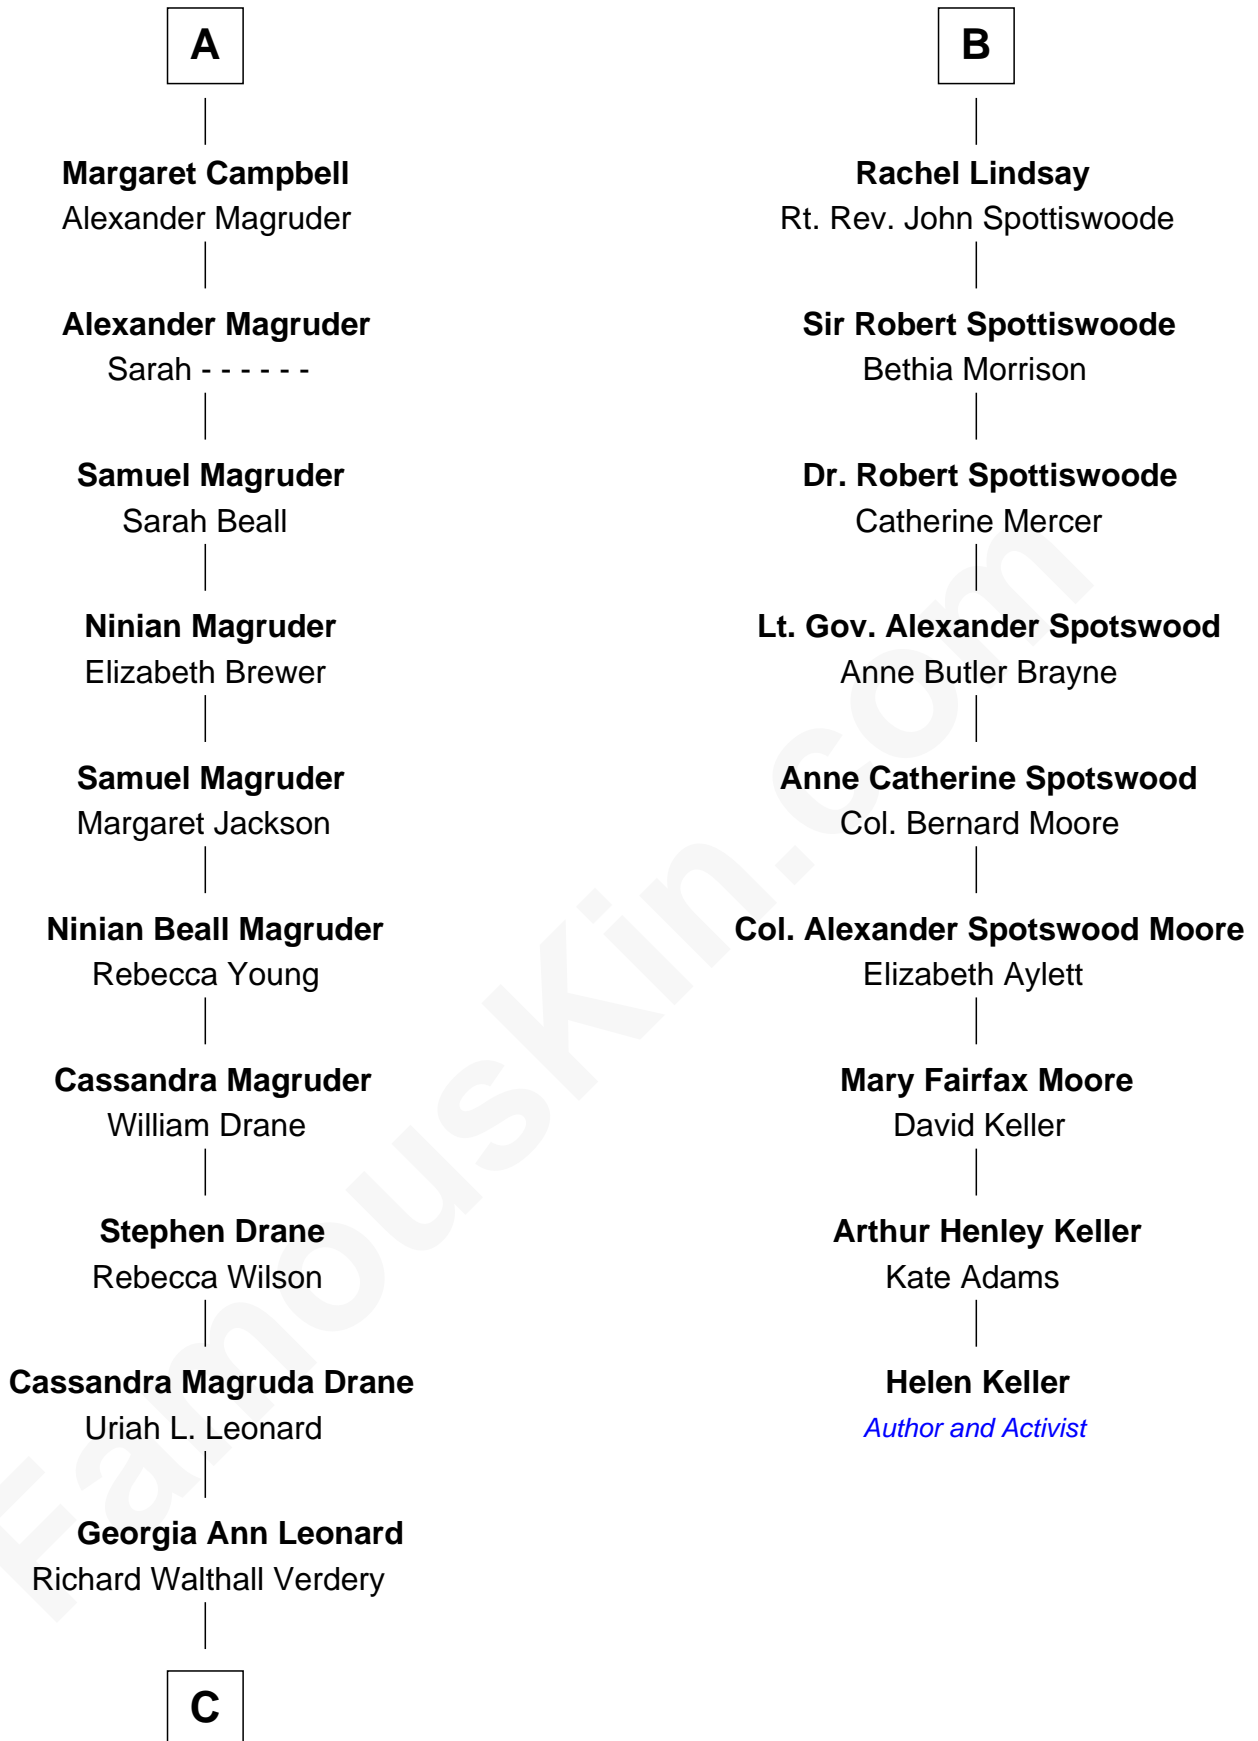 A
Margaret Campbell
Alexander Magruder
Alexander Magruder
Sarah - - - - - -
Samuel Magruder
Sarah Beall
Ninian Magruder
Elizabeth Brewer
Samuel Magruder
Margaret Jackson
Ninian Beall Magruder
Rebecca Young
Cassandra Magruder
William Drane
Stephen Drane
Rebecca Wilson
Cassandra Magruda Drane
Uriah L. Leonard
Georgia Ann Leonard
Richard Walthall Verdery
C
B
Rachel Lindsay
Rt. Rev. John Spottiswoode
Sir Robert Spottiswoode
Bethia Morrison
Dr. Robert Spottiswoode
Catherine Mercer
Lt. Gov. Alexander Spotswood
Anne Butler Brayne
Anne Catherine Spotswood
Col. Bernard Moore
Col. Alexander Spotswood Moore
Elizabeth Aylett
Mary Fairfax Moore
David Keller
Arthur Henley Keller
Kate Adams
Helen Keller
Author and Activist
FamousKin.com